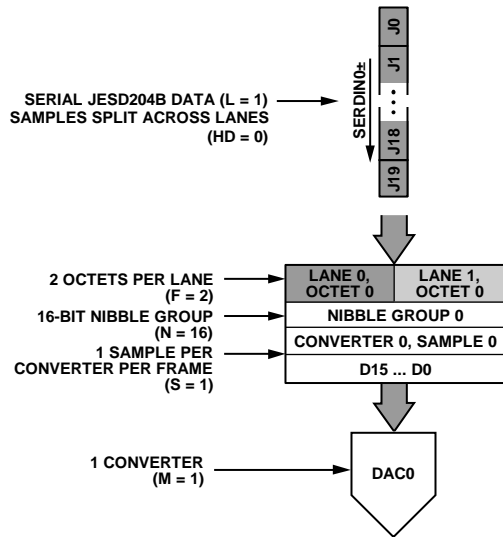 J0
J1
SERDIN0±
J18
J19
SERIAL JESD204B DATA (L = 1)
SAMPLES SPLIT ACROSS LANES
(HD = 0)
2 OCTETS PER LANE
(F = 2)
LANE 0,
OCTET 0
LANE 1,
OCTET 0
16-BIT NIBBLE GROUP
(N = 16)
NIBBLE GROUP 0
1 SAMPLE PER
CONVERTER PER FRAME
(S = 1)
CONVERTER 0, SAMPLE 0
D15 ... D0
1 CONVERTER
(M = 1)
DAC0